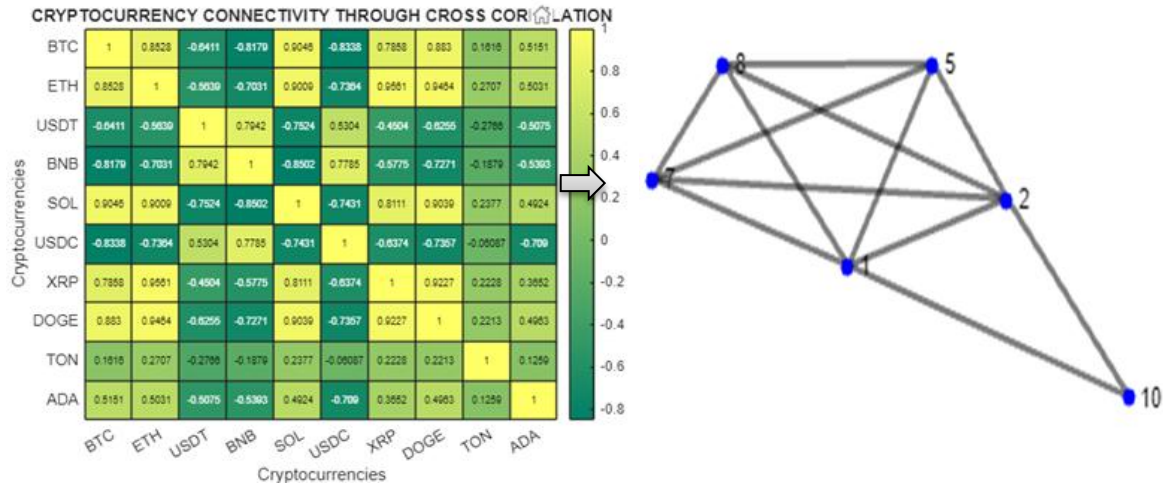 CRYPTOCURRENCY CONNECTIVITY THROUGH CROSS CORRELATION
BTC 1 0.8528 -0.6411 -0.8179 0.9046 -0.8338 0.7858 0.883 0.1616 0.5151
ETH 0.8528 1 -0.5639 -0.7031 0.9009 -0.7364 0.9561 0.9464 0.2707 0.5031
USDT -0.6411 -0.5639 1 0.7942 -0.7524 0.5304 -0.4504 -0.6255 -0.2766 -0.5075
BNB -0.8179 -0.7031 0.7942 1 -0.8502 0.7785 -0.5775 -0.7271 -0.1879 -0.5393
SOL 0.9046 0.9009 -0.7524 -0.8502 1 -0.7431 0.8111 0.9039 0.2377 0.4924
USDC -0.8338 -0.7364 0.5304 0.7785 -0.7431 1 -0.6374 -0.7357 -0.06087 -0.709
XRP 0.7858 0.9561 -0.4504 -0.5775 0.8111 -0.6374 1 0.9227 0.2228 0.3652
DOGE 0.883 0.9464 -0.6255 -0.7271 0.9039 -0.7357 0.9227 1 0.2213 0.4963
TON 0.1616 0.2707 -0.2766 -0.1879 0.2377 -0.06087 0.2228 0.2213 1 0.1259
ADA 0.5151 0.5031 -0.5075 -0.5393 0.4924 -0.709 0.3652 0.4963 0.1259 1
BTC ETH USDT BNB SOL USDC XRP DOGE TON ADA
Cryptocurrencies
Cryptocurrencies
1
0.8
0.6
0.4
0.2
0
-0.2
-0.4
-0.6
-0.8
8
5
7
2
1
10